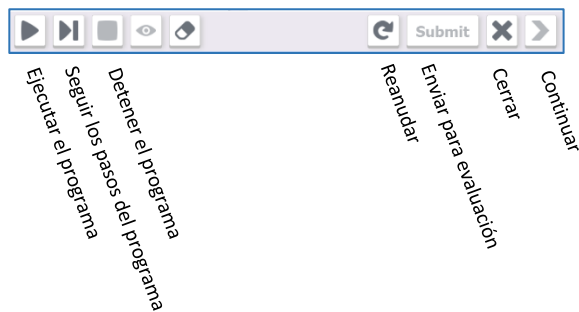 Submit
Ejecutar el programa
Seguir los pasos del programa
Detener el programa
Reanudar
Enviar para evaluación
Cerrar
Continuar